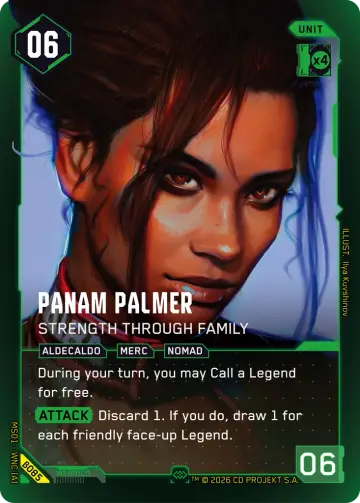 06
UNIT
x4
ILLUST. Ilya Kuvshinov
PANAM PALMER
STRENGTH THROUGH FAMILY
ALDECALDO MERC NOMAD
During your turn, you may Call a Legend
for free.
ATTACK Discard 1. If you do, draw 1 for
each friendly face-up Legend.
06
B085
™ © 2026 CD PROJEKT S.A.